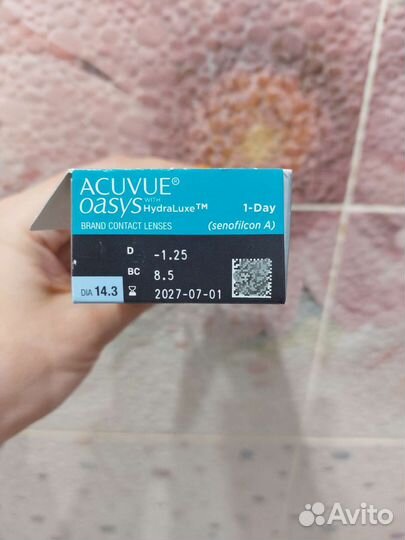 ACUVUE®
OASYS WITH HydraLuxe™ 1-Day
BRAND CONTACT LENSES (senofilcon A)
D -1.25
BC 8.5
DIA 14.3 2027-07-01
Avito